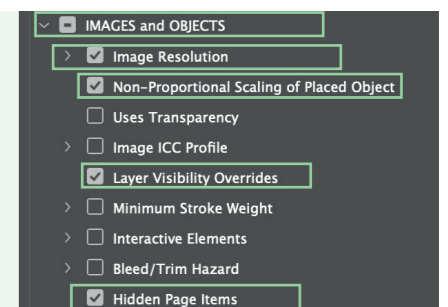 IMAGES and OBJECTS
Image Resolution
Non-Proportional Scaling of Placed Object
Uses Transparency
Image ICC Profile
Layer Visibility Overrides
Minimum Stroke Weight
Interactive Elements
Bleed/Trim Hazard
Hidden Page Items